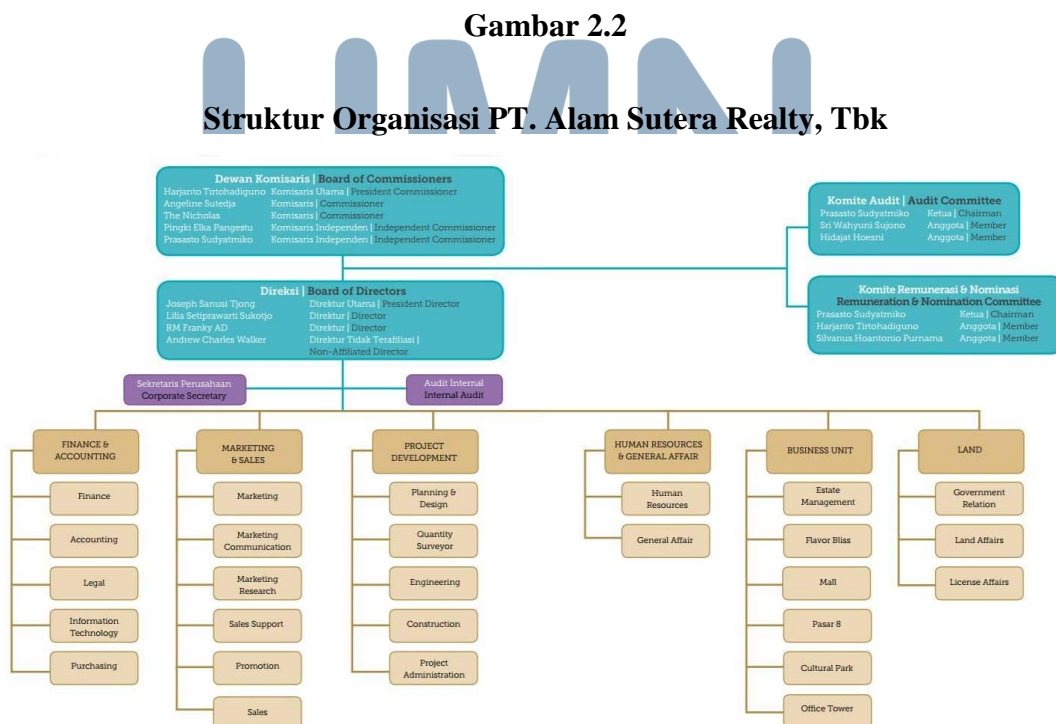 Gambar 2.2
UMN
Struktur Organisasi PT. Alam Sutera Realty, Tbk
Dewan Komisaris | Board of Commissioners
Harjanto Tirtohadiguno Komisaris Utama | President Commissioner
Angeline Sutedja Komisaris | Commissioner
The Nicholas Komisaris | Commissioner
Pingki Elka Pangestu Komisaris Independen | Independent Commissioner
Prasasto Sudyatmiko Komisaris Independen | Independent Commissioner
Komite Audit | Audit Committee
Prasasto Sudyatmiko Ketua | Chairman
Sri Wahyuni Sujono Anggota | Member
Hidajat Hoesni Anggota | Member
Direksi | Board of Directors
Joseph Sanusi Tjong Direktur Utama | President Director
Lilia Setiprawarti Sukotjo Direktur | Director
RM Franky AD Direktur | Director
Andrew Charles Walker Direktur Tidak Terafiliasi |
Non-Affiliated Director
Komite Remunerasi & Nominasi
Remuneration & Nomination Committee
Prasasto Sudyatmiko Ketua | Chairman
Harjanto Tirtohadiguno Anggota | Member
Silvanus Hoantonio Purnama Anggota | Member
Sekretaris Perusahaan
Corporate Secretary
Audit Internal
Internal Audit
FINANCE &
ACCOUNTING
Finance
Accounting
Legal
Information
Technology
Purchasing
MARKETING
& SALES
Marketing
Marketing
Communication
Marketing
Research
Sales Support
Promotion
Sales
PROJECT
DEVELOPMENT
Planning &
Design
Quantity
Surveyor
Engineering
Construction
Project
Administration
HUMAN RESOURCES
& GENERAL AFFAIR
Human
Resources
General Affair
BUSINESS UNIT
Estate
Management
Flavor Bliss
Mall
Pasar 8
Cultural Park
Office Tower
LAND
Government
Relation
Land Affairs
License Affairs